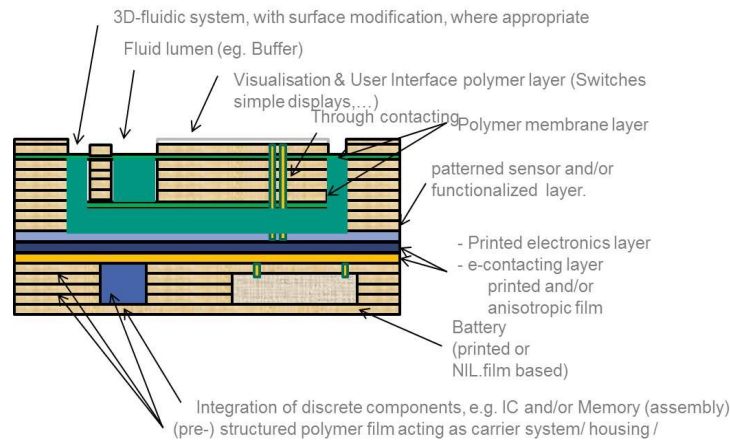 3D-fluidic system, with surface modification, where appropriate
Fluid lumen (eg. Buffer)
Visualisation & User Interface polymer layer (Switches
simple displays,...)
Through contacting
Polymer membrane layer
patterned sensor and/or
functionalized layer.
- Printed electronics layer
- e-contacting layer
printed and/or
anisotropic film
Battery
(printed or
NIL.film based)
Integration of discrete components, e.g. IC and/or Memory (assembly)
(pre-) structured polymer film acting as carrier system/ housing /